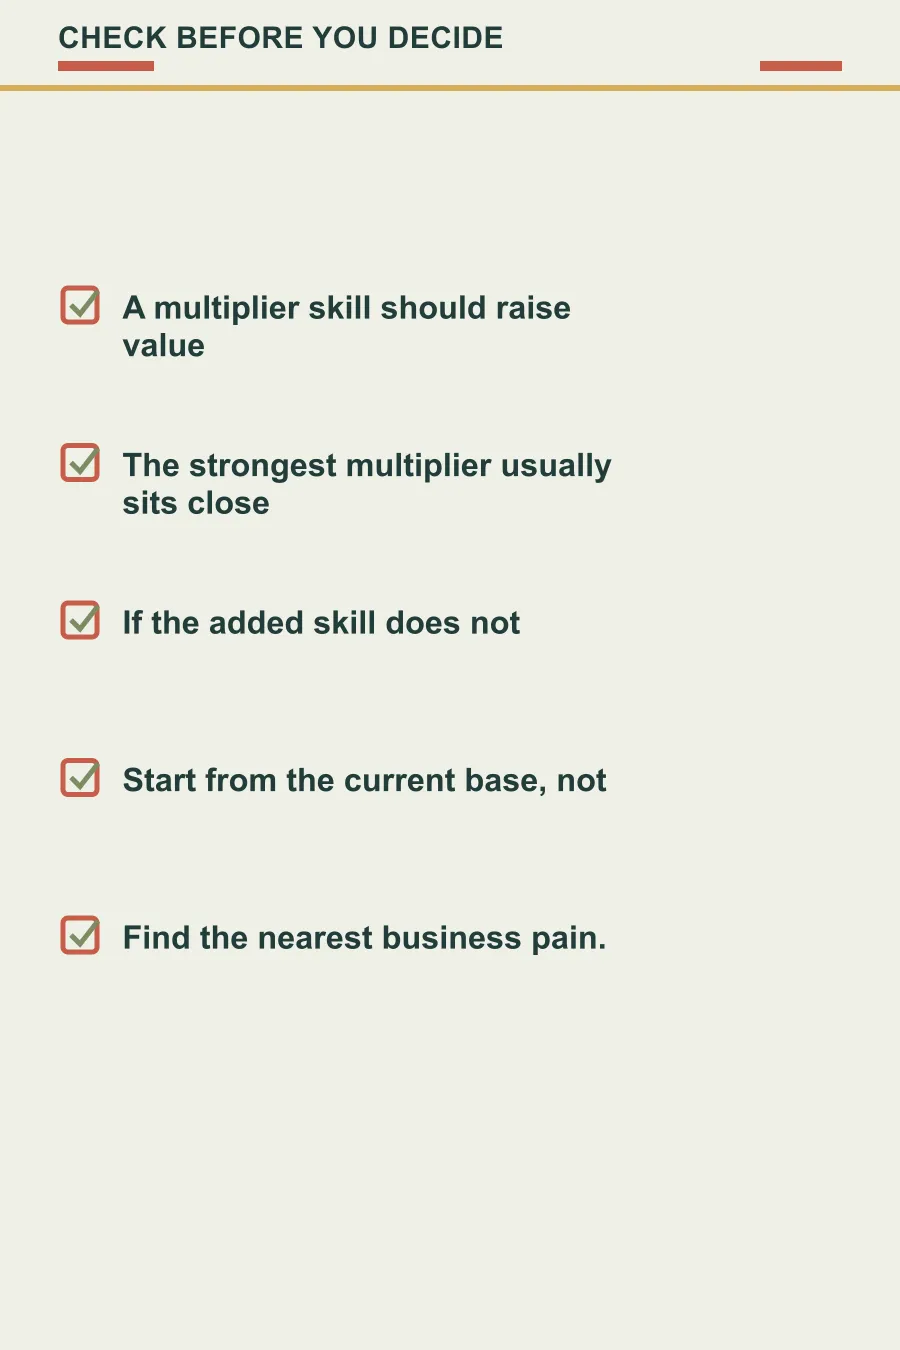 CHECK BEFORE YOU DECIDE
A multiplier skill should raise
value
The strongest multiplier usually
sits close
If the added skill does not
Start from the current base, not
Find the nearest business pain.